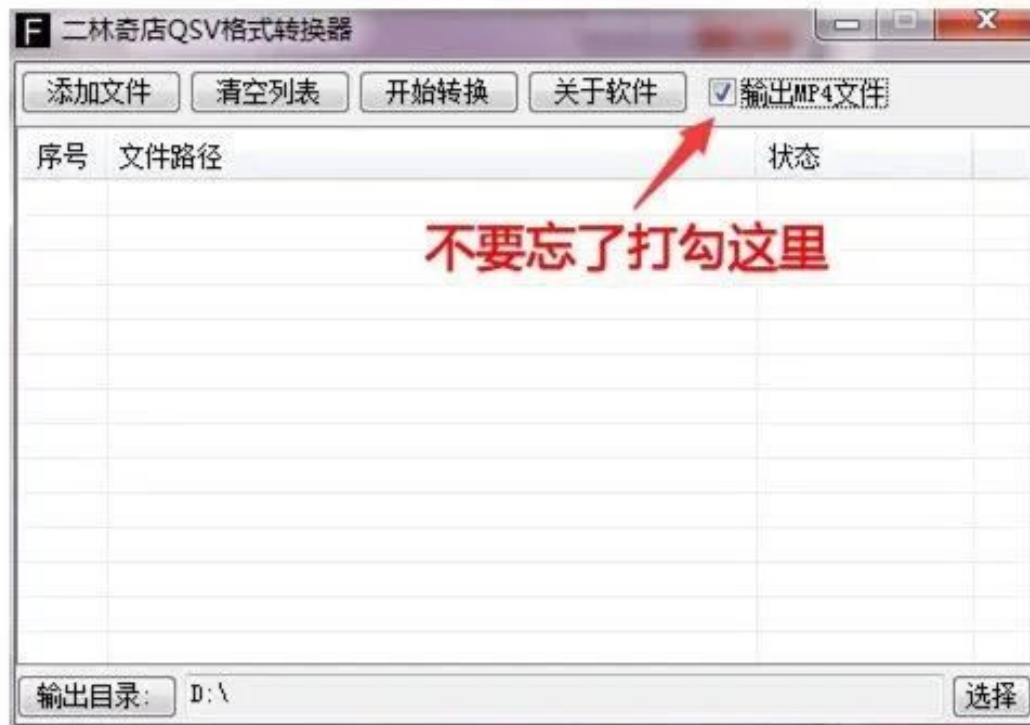 F 二林奇店QSV格式转换器
添加文件 清空列表 开始转换 关于软件 输出MP4文件
序号 文件路径 状态
不要忘了打勾这里
输出目录: D:\ 选择